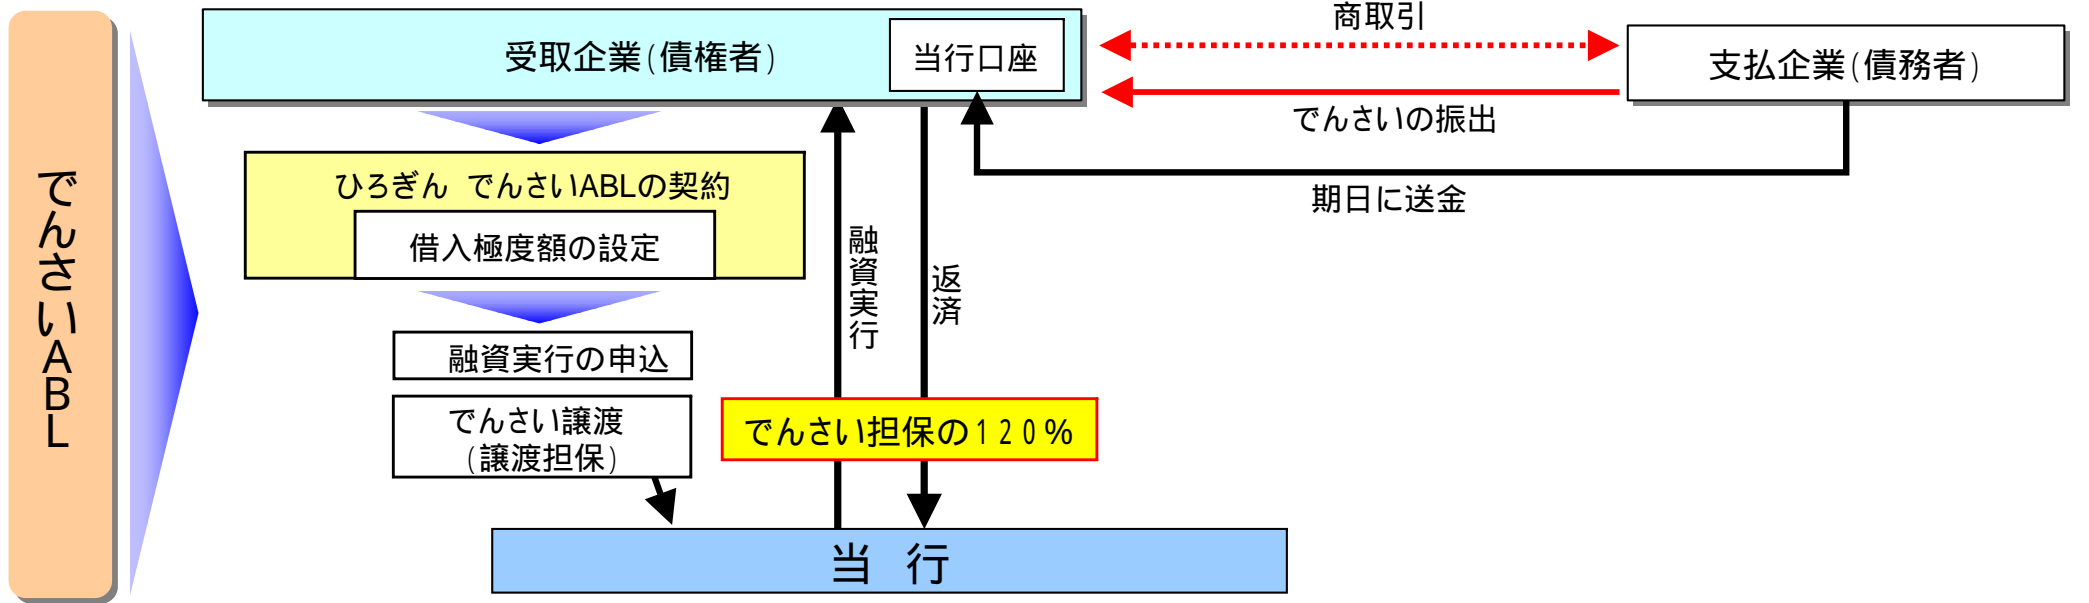 でんさいABL
受取企業(債権者)
当行口座
商取引
支払企業(債務者)
でんさいの振出
期日に送金
ひろぎん でんさいABLの契約
借入極度額の設定
融資実行
返済
融資実行の申込
でんさい譲渡
(譲渡担保)
でんさい担保の120%
当 行